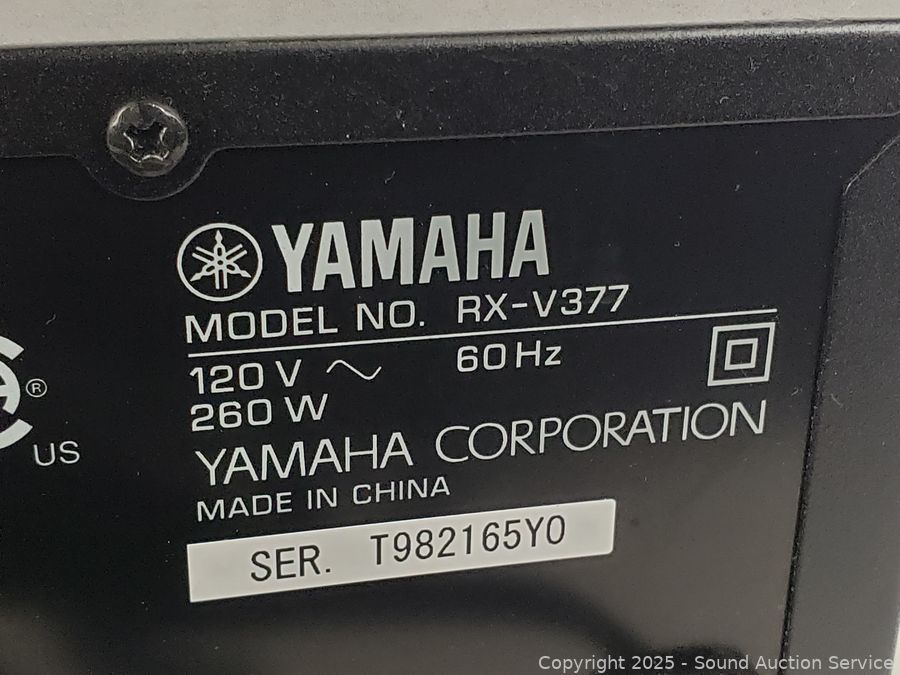 YAMAHA
MODEL NO. RX-V377
120 V ~ 60 Hz
260 W
YAMAHA CORPORATION
MADE IN CHINA
SER. T982165Y0
®
US
Copyright © 2025 - Sound Auction Service